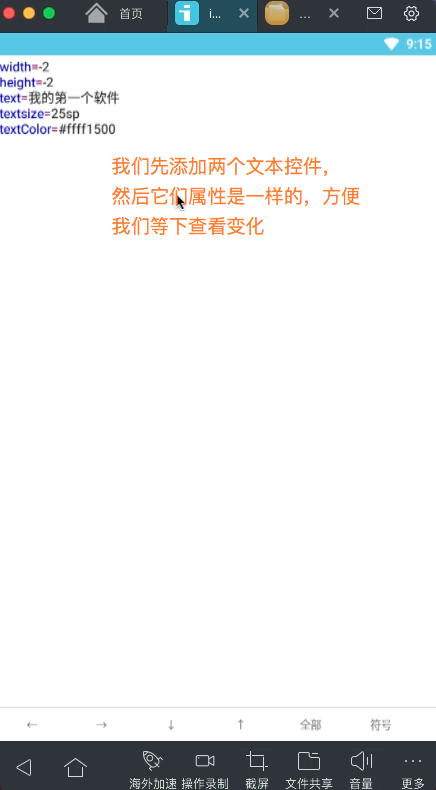 首页
i...
...
9:15
width=-2
height=-2
text=我的第一个软件
textsize=25sp
textColor=#ffff1500
我们先添加两个文本控件，
然后它们属性是一样的，方便
我们等下查看变化
← → ↓ ↑ 全部 符号
海外加速 操作录制 截屏 文件共享 音量 更多